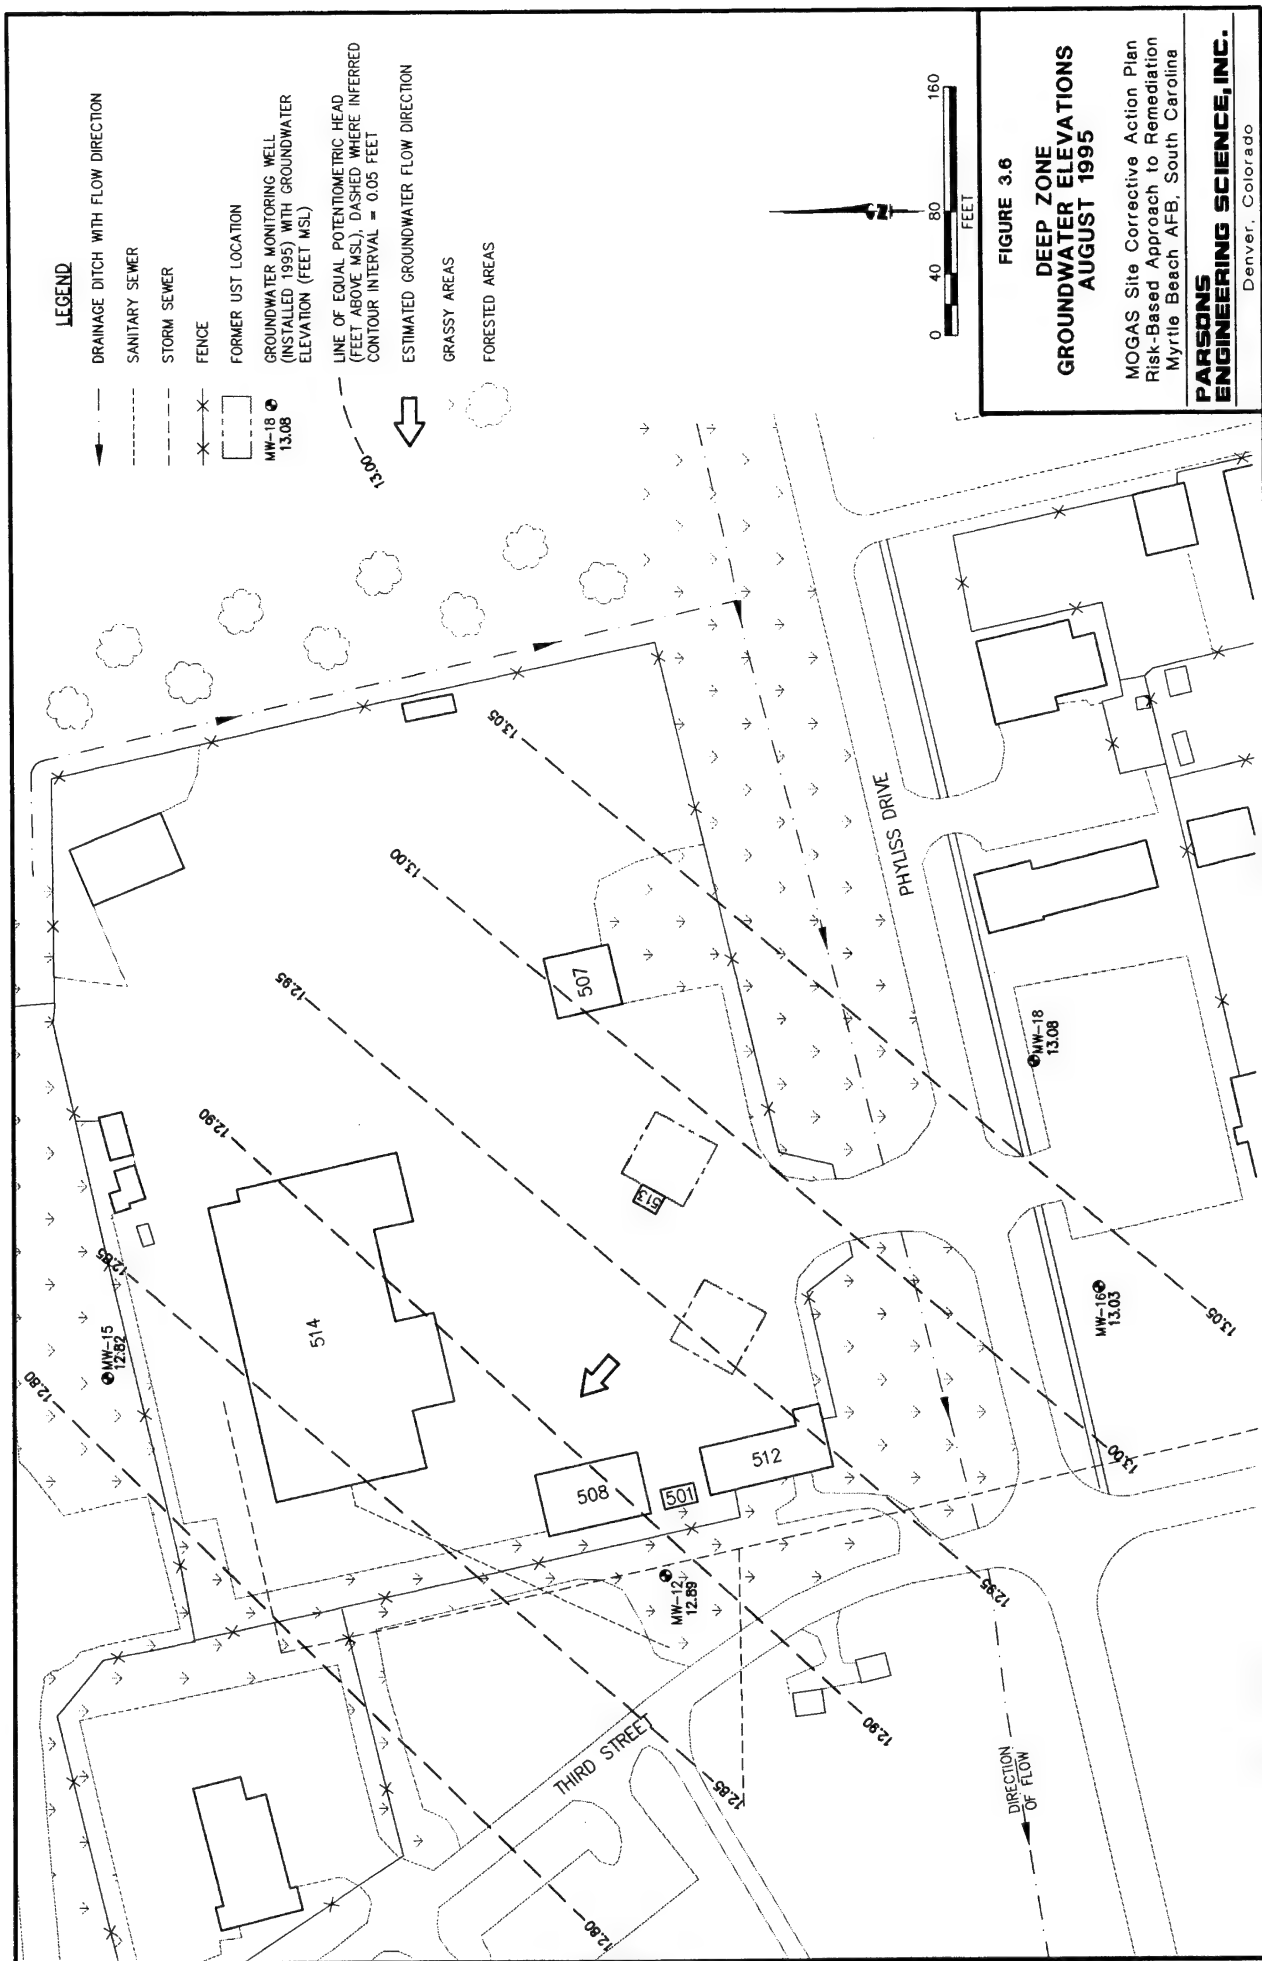 LEGEND
DRAINAGE DITCH WITH FLOW DIRECTION
SANITARY SEWER
STORM SEWER
FENCE
FORMER UST LOCATION
MW-18
13.08
GROUNDWATER MONITORING WELL
(INSTALLED 1995) WITH GROUNDWATER
ELEVATION (FEET MSL)
13.00
LINE OF EQUAL POTENTIOMETRIC HEAD
(FEET ABOVE MSL), DASHED WHERE INFERRED
CONTOUR INTERVAL = 0.05 FEET
ESTIMATED GROUNDWATER FLOW DIRECTION
GRASSY AREAS
FORESTED AREAS
12.80
MW-15
12.82
12.85
12.90
12.95
13.00
13.05
514
507
513
508
501
512
MW-12
12.89
PHYLISS DRIVE
MW-18
13.08
MW-16
13.03
13.05
13.00
12.95
12.90
12.85
12.80
THIRD STREET
DIRECTION
OF FLOW
N
0 40 80 160
FEET
FIGURE 3.6
DEEP ZONE
GROUNDWATER ELEVATIONS
AUGUST 1995
MOGAS Site Corrective Action Plan
Risk-Based Approach to Remediation
Myrtle Beach AFB, South Carolina
PARSONS
ENGINEERING SCIENCE, INC.
Denver, Colorado